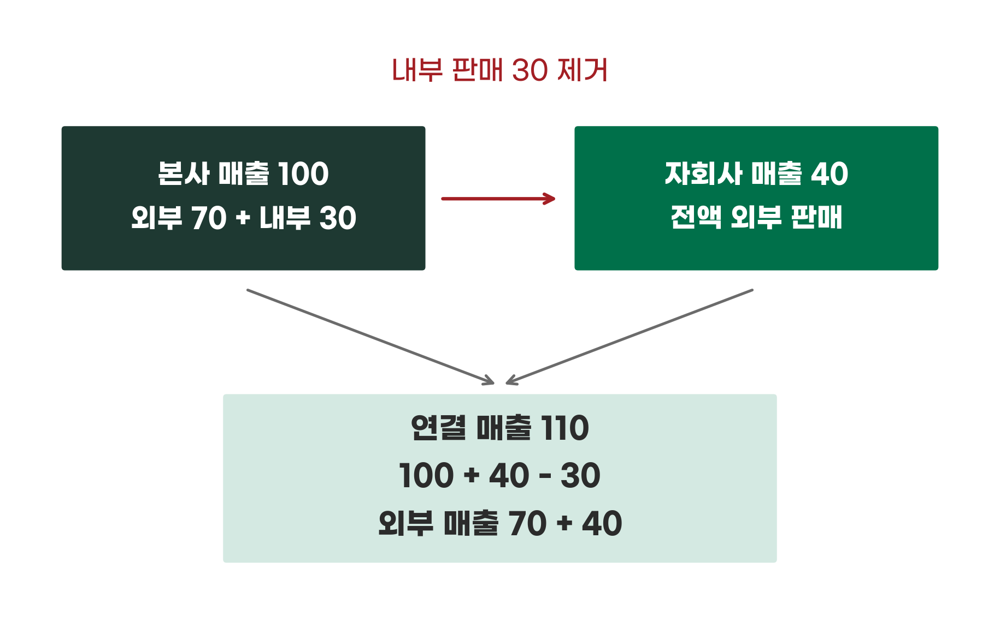 내부 판매 30 제거
본사 매출 100
외부 70 + 내부 30
자회사 매출 40
전액 외부 판매
연결 매출 110
100 + 40 - 30
외부 매출 70 + 40